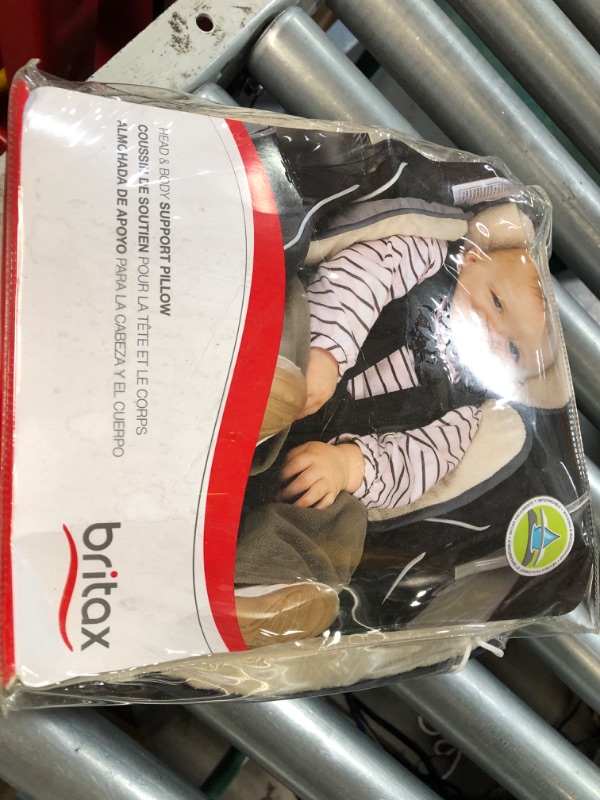 HEAD & BODY SUPPORT PILLOW
COUSSIN DE SOUTIEN POUR LA TÊTE ET LE CORPS
ALMOHADA DE APOYO PARA LA CABEZA Y EL CUERPO
britax